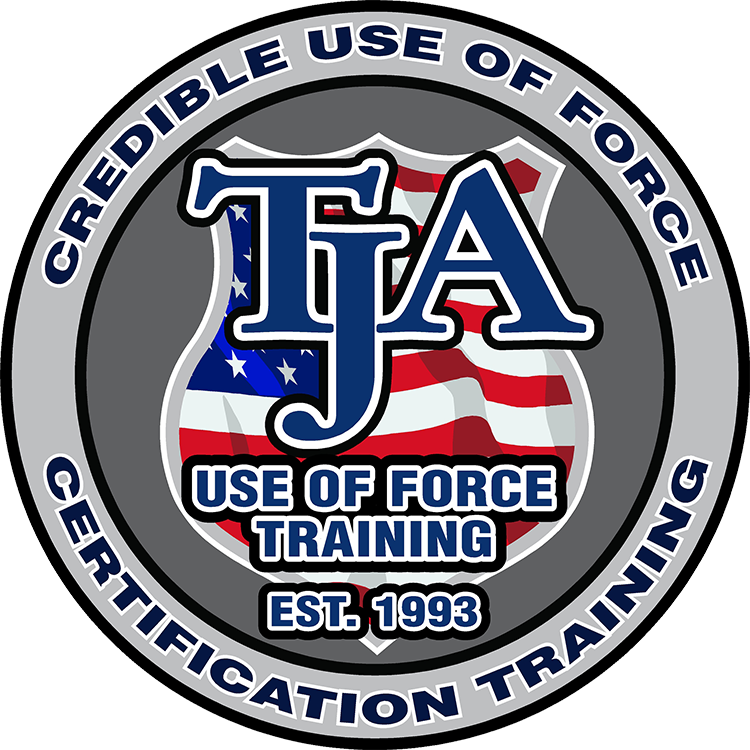 CREDIBLE USE OF FORCE
TJA
USE OF FORCE
TRAINING
EST. 1993
CERTIFICATION TRAINING